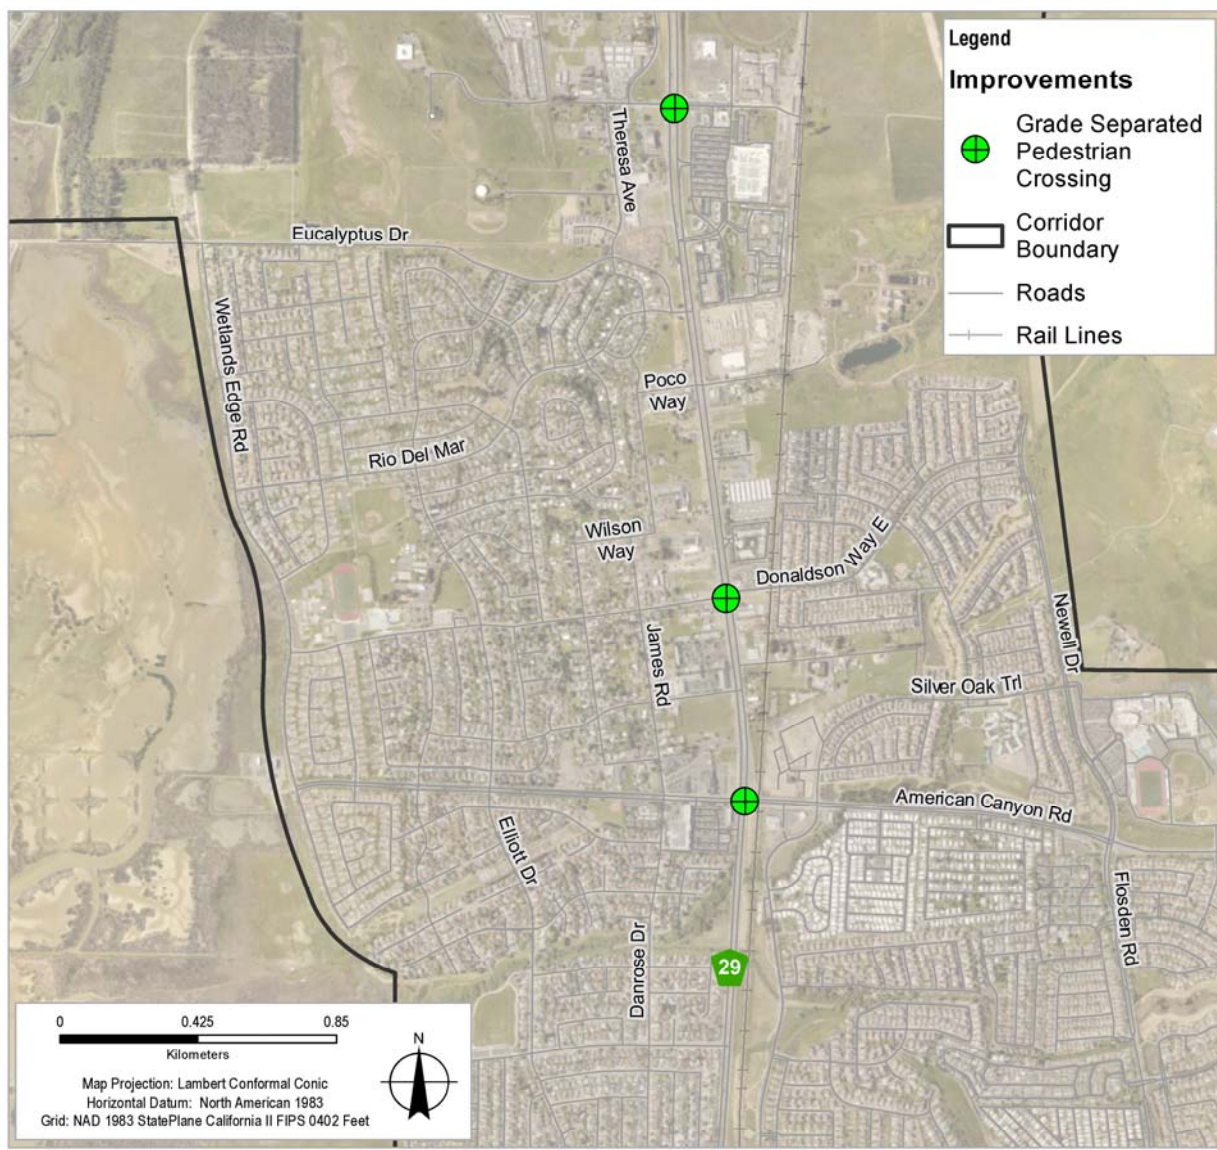 Legend
Improvements
Grade Separated
Pedestrian
Crossing
Corridor
Boundary
Roads
Rail Lines
Theresa Ave
Eucalyptus Dr
Wetlands Edge Rd
Poco
Way
Rio Del Mar
Wilson
Way
Donaldson Way E
Newell Dr
James Rd
Silver Oak Trl
American Canyon Rd
Elliott Dr
Flosden Rd
Danrose Dr
29
0 0.425 0.85
Kilometers
N
Map Projection: Lambert Conformal Conic
Horizontal Datum: North American 1983
Grid: NAD 1983 StatePlane California II FIPS 0402 Feet